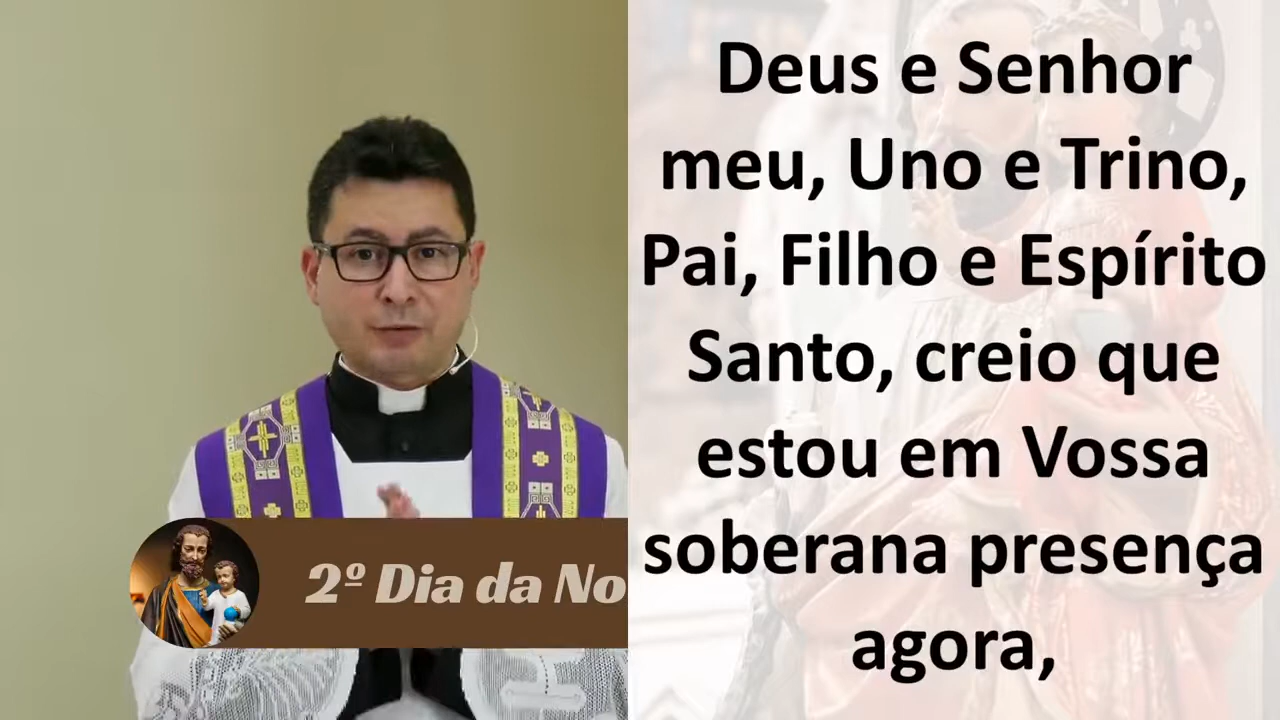 Deus e Senhor
meu, Uno e Trino,
Pai, Filho e Espírito
Santo, creio que
estou em Vossa
soberana presença
agora,
2º Dia da No